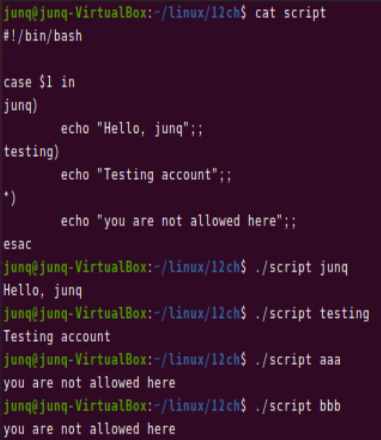 junq@junq-VirtualBox:~/linux/12ch$ cat script
#!/bin/bash

case $1 in
junq)
        echo "Hello, junq";;
testing)
        echo "Testing account";;
*)
        echo "you are not allowed here";;
esac
junq@junq-VirtualBox:~/linux/12ch$ ./script junq
Hello, junq
junq@junq-VirtualBox:~/linux/12ch$ ./script testing
Testing account
junq@junq-VirtualBox:~/linux/12ch$ ./script aaa
you are not allowed here
junq@junq-VirtualBox:~/linux/12ch$ ./script bbb
you are not allowed here